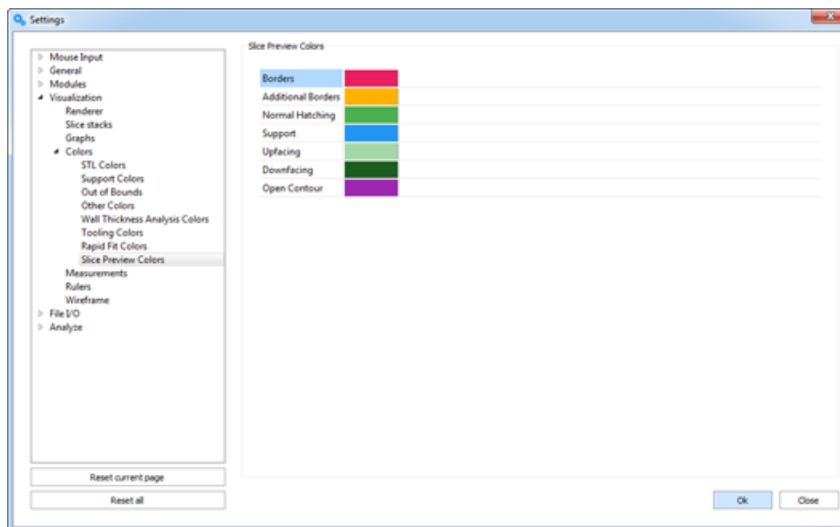 Settings
Mouse Input
General
Modules
Visualization
Renderer
Slice stacks
Graphs
Colors
STL Colors
Support Colors
Out of Bounds
Other Colors
Wall Thickness Analysis Colors
Tooling Colors
Rapid Fit Colors
Slice Preview Colors
Measurements
Rulers
Wireframe
File I/O
Analyze
Reset current page
Reset all
Slice Preview Colors
Borders
Additional Borders
Normal Hatching
Support
Upfacing
Downfacing
Open Contour
Ok
Close